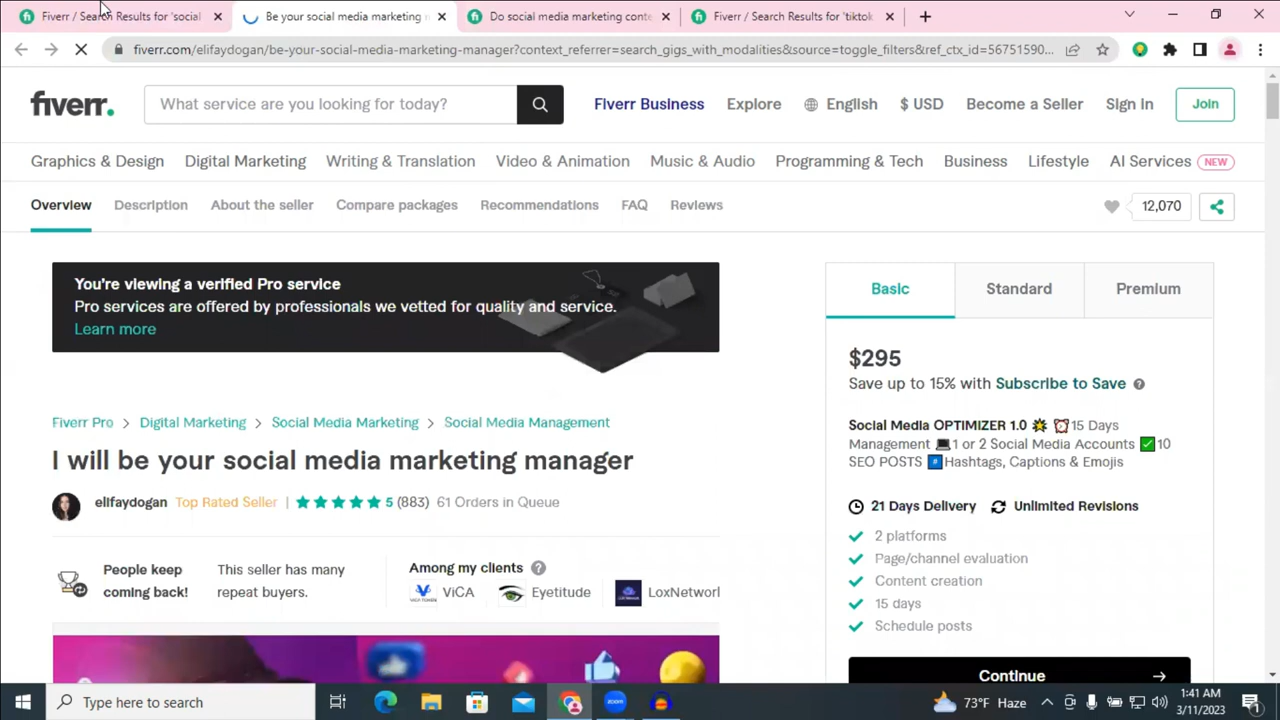 Fiverr / Search Results for 'social
Be your social media marketing
Do social media marketing conte
Fiverr / Search Results for 'tiktok
fiverr.com/elifaydogan/be-your-social-media-marketing-manager?context_referrer=search_gigs_with_modalities&source=toggle_filters&ref_ctx_id=56751590...
fiverr.
What service are you looking for today?
Fiverr Business
Explore
English
$ USD
Become a Seller
Sign In
Join
Graphics & Design
Digital Marketing
Writing & Translation
Video & Animation
Music & Audio
Programming & Tech
Business
Lifestyle
AI Services NEW
Overview
Description
About the seller
Compare packages
Recommendations
FAQ
Reviews
12,070
You're viewing a verified Pro service
Pro services are offered by professionals we vetted for quality and service.
Learn more
Fiverr Pro > Digital Marketing > Social Media Marketing > Social Media Management
I will be your social media marketing manager
elifaydogan Top Rated Seller | 5 (883) 61 Orders in Queue
People keep
coming back!
This seller has many
repeat buyers.
Among my clients
ViCA
Eyetitude
LoxNetworl
Basic
Standard
Premium
$295
Save up to 15% with Subscribe to Save
Social Media OPTIMIZER 1.0 15 Days
Management 1 or 2 Social Media Accounts 10
SEO POSTS # Hashtags, Captions & Emojis
21 Days Delivery
Unlimited Revisions
2 platforms
Page/channel evaluation
Content creation
15 days
Schedule posts
Continue
Type here to search
zoom
73°F Haze
1:41 AM
3/11/2023
1